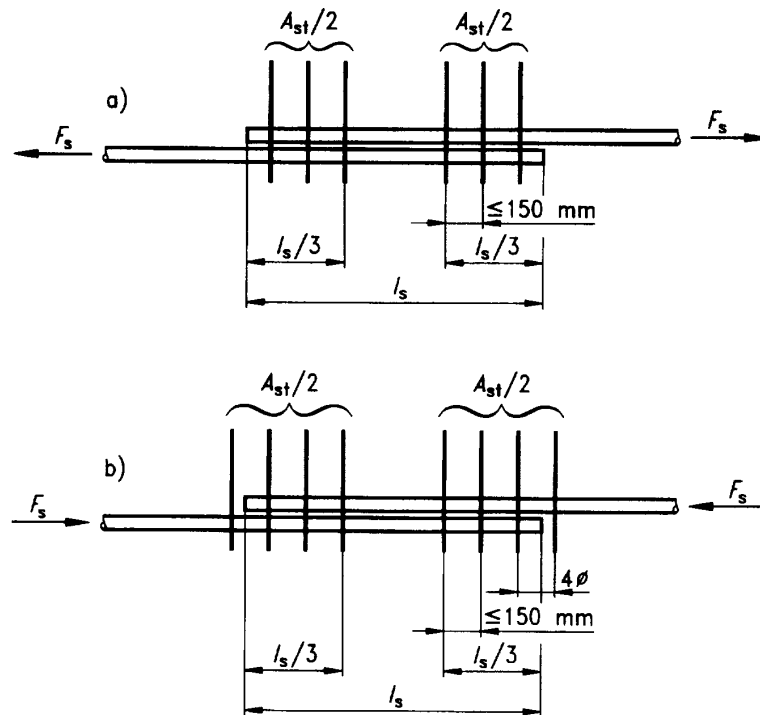 A_st/2 A_st/2
a)
F_s F_s
≤150 mm
l_s/3 l_s/3
l_s
A_st/2 A_st/2
b)
F_s F_s
4ø
≤150 mm
l_s/3 l_s/3
l_s